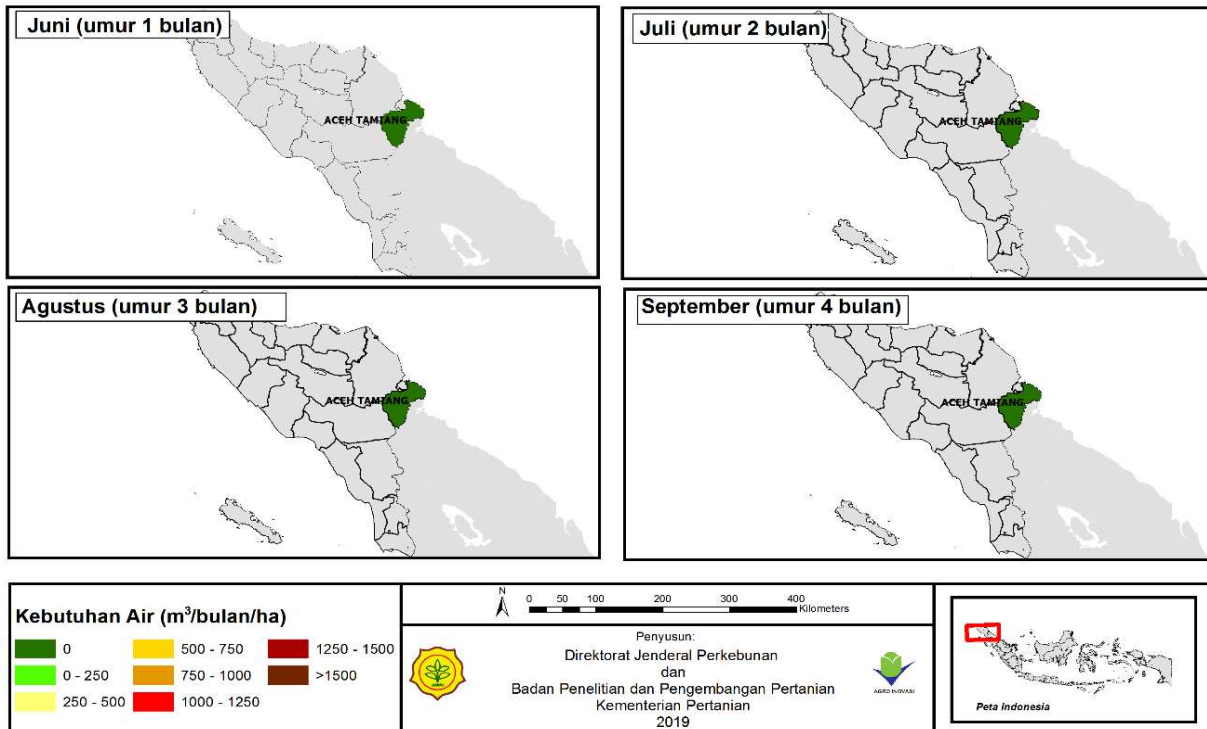 Juni (umur 1 bulan)
ACEH TAMIANG
Juli (umur 2 bulan)
ACEH TAMIANG
Agustus (umur 3 bulan)
ACEH TAMIANG
September (umur 4 bulan)
ACEH TAMIANG
Kebutuhan Air (m³/bulan/ha)
0
0 - 250
250 - 500
500 - 750
750 - 1000
1000 - 1250
1250 - 1500
>1500
N
0 50 100 200 300 400
Kilometers
Penyusun:
Direktorat Jenderal Perkebunan
dan
Badan Penelitian dan Pengembangan Pertanian
Kementerian Pertanian
2019
AGRO INOVASI
Peta Indonesia